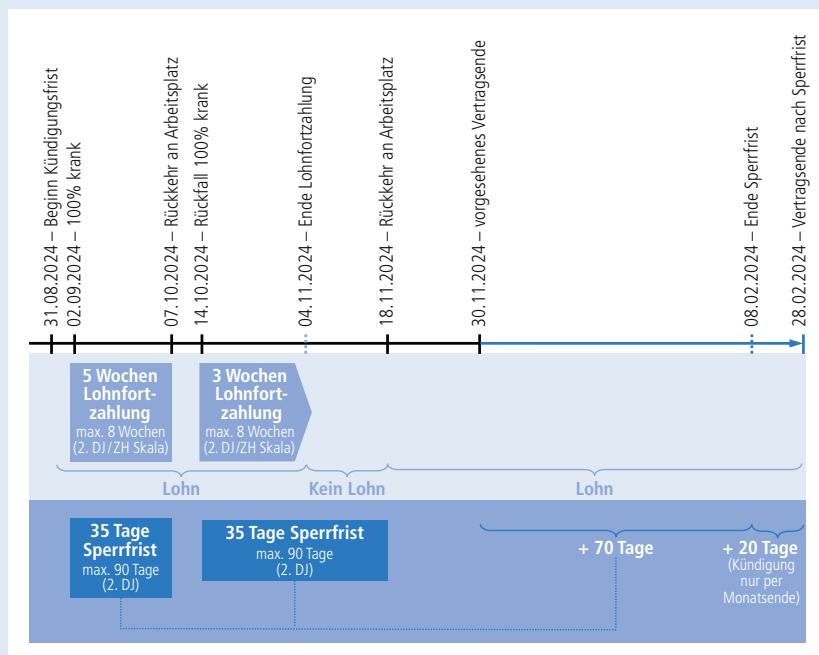 31.08.2024 – Beginn Kündigungsfrist
02.09.2024 – 100% krank
07.10.2024 – Rückkehr an Arbeitsplatz
14.10.2024 – Rückfall 100% krank
04.11.2024 – Ende Lohnfortzahlung
18.11.2024 – Rückkehr an Arbeitsplatz
30.11.2024 – vorgesehenes Vertragsende
08.02.2024 – Ende Sperrfrist
28.02.2024 – Vertragsende nach Sperrfrist
5 Wochen
Lohnfort-
zahlung
max. 8 Wochen
(2. DJ/ZH Skala)
3 Wochen
Lohnfort-
zahlung
max. 8 Wochen
(2. DJ/ZH Skala)
Lohn
Kein Lohn
Lohn
35 Tage
Sperrfrist
max. 90 Tage
(2. DJ)
35 Tage Sperrfrist
max. 90 Tage
(2. DJ)
+ 70 Tage
+ 20 Tage
(Kündigung
nur per
Monatsende)